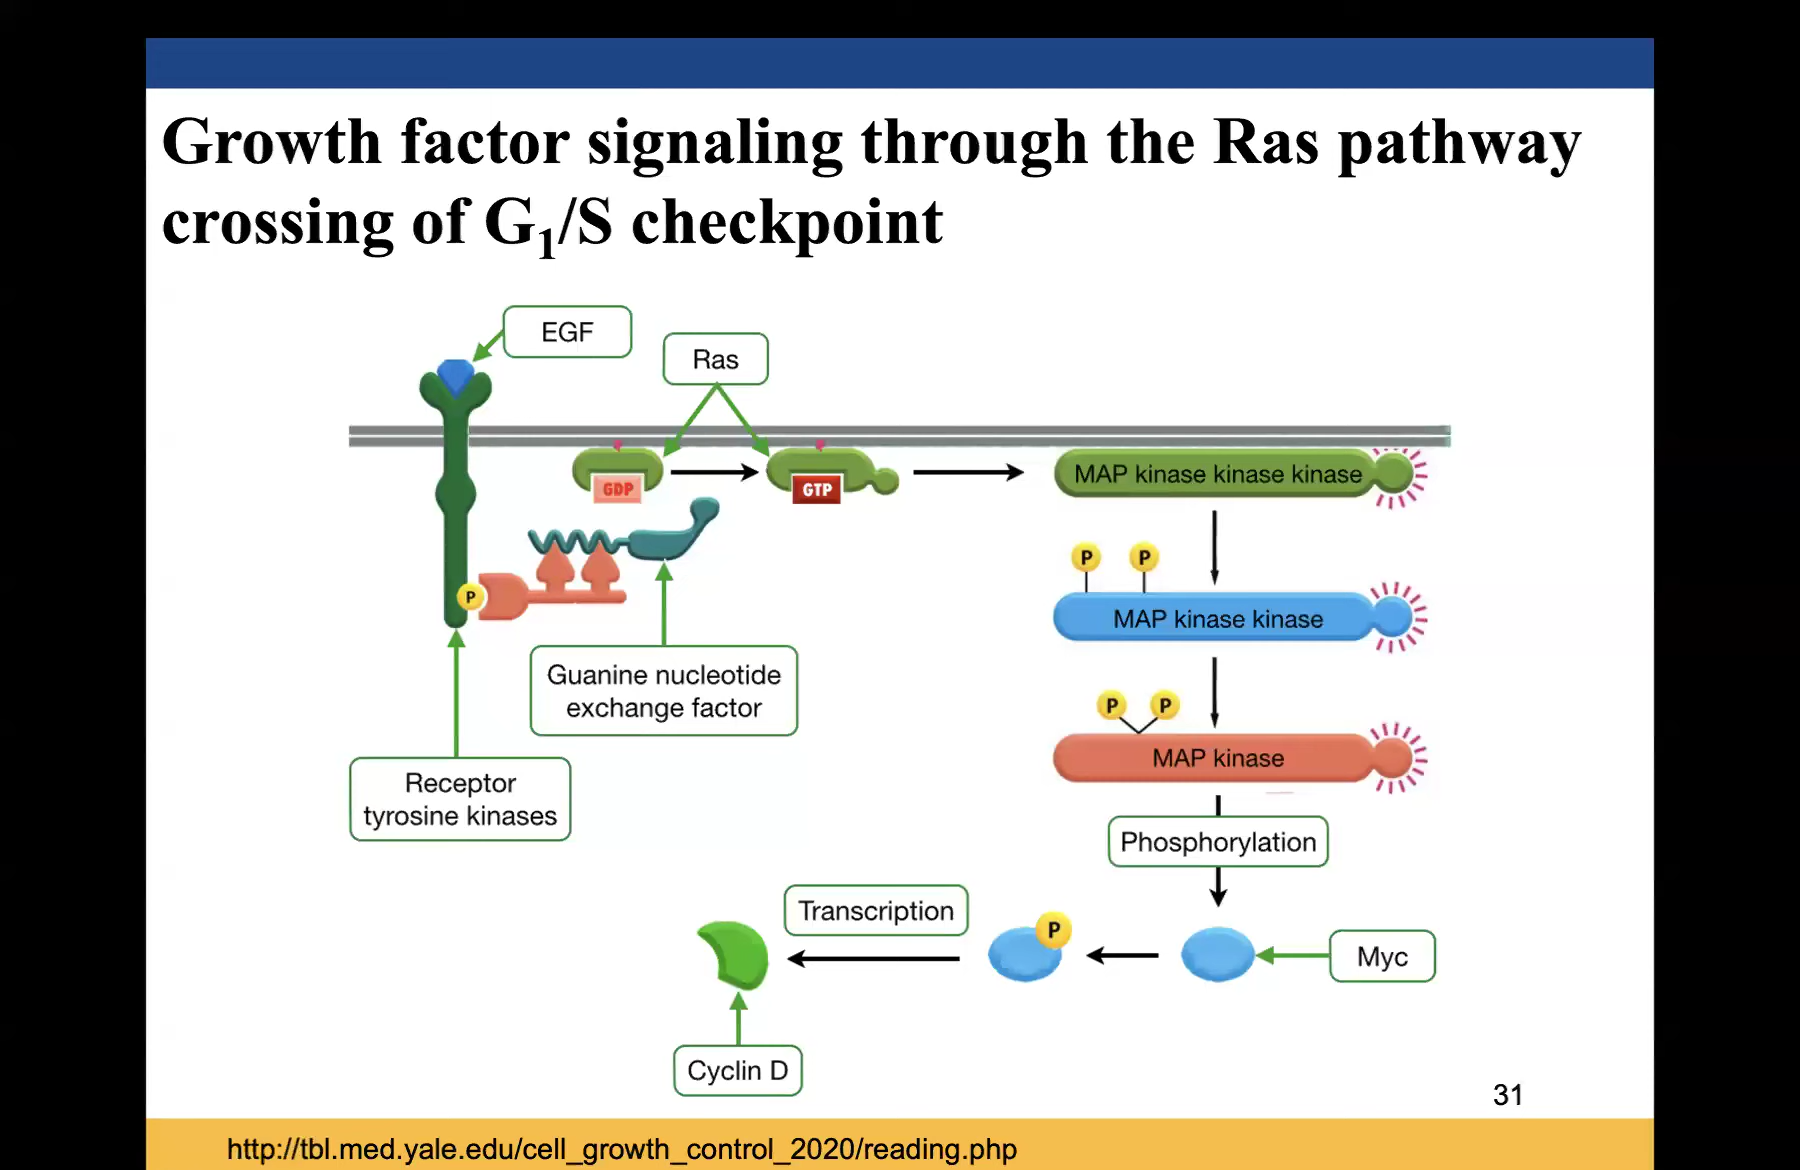 Growth factor signaling through the Ras pathway
crossing of G₁/S checkpoint
EGF
Ras
GDP
GTP
MAP kinase kinase kinase
P
P
MAP kinase kinase
P
Guanine nucleotide
exchange factor
P
P
MAP kinase
Receptor
tyrosine kinases
Phosphorylation
Transcription
P
Myc
Cyclin D
31
http://tbl.med.yale.edu/cell_growth_control_2020/reading.php